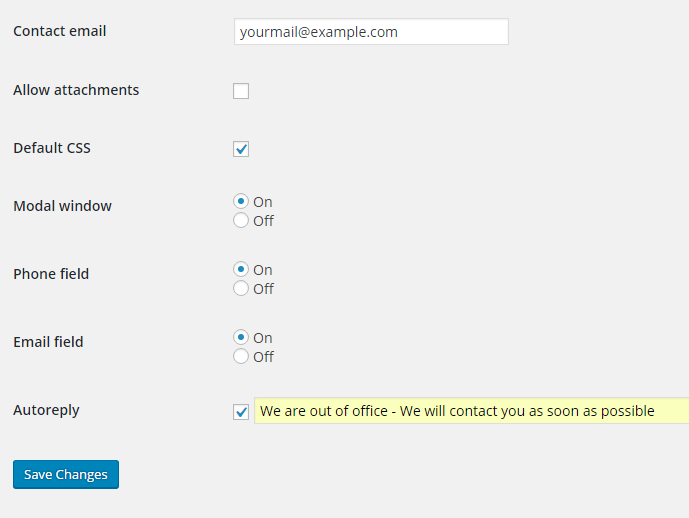 Contact email yourmail@example.com
Allow attachments
Default CSS
Modal window On
Off
Phone field On
Off
Email field On
Off
Autoreply We are out of office - We will contact you as soon as possible
Save Changes